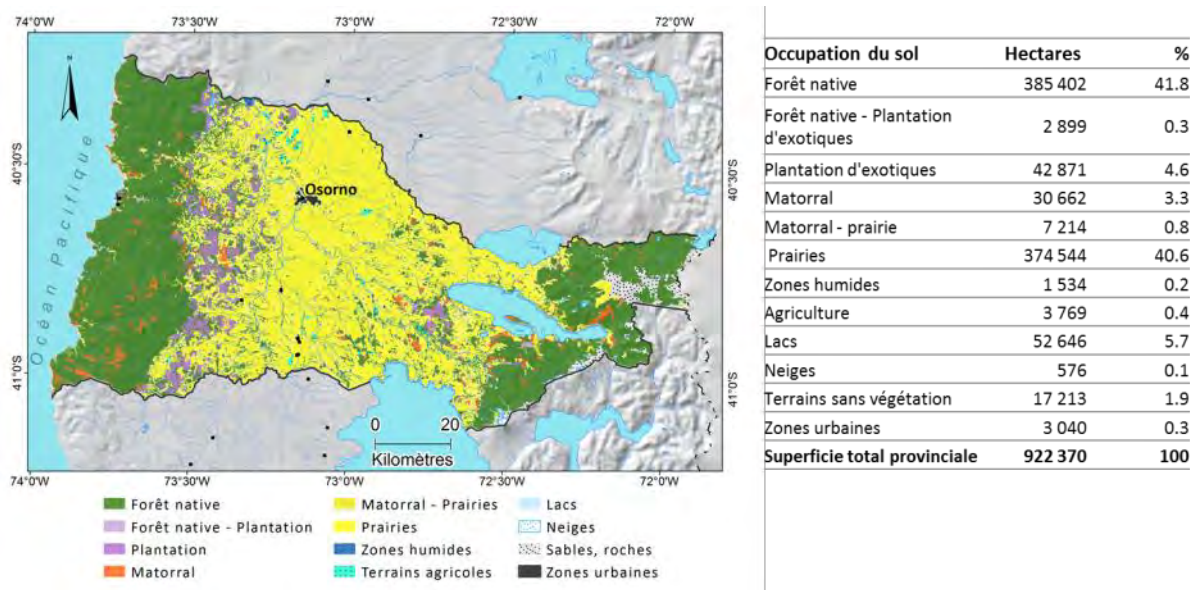 74°0'W 73°30'W 73°0'W 72°30'W 72°0'W
40°30'S
40°30'S
Osorno
Océan Pacifique
41°0'S
41°0'S
0 20
Kilomètres
74°0'W 73°30'W 73°0'W 72°30'W 72°0'W
Forêt native
Forêt native - Plantation
Plantation
Matorral
Matorral - Prairies
Prairies
Zones humides
Terrains agricoles
Lacs
Neiges
Sables, roches
Zones urbaines
Occupation du sol Hectares %
Forêt native 385 402 41.8
Forêt native - Plantation
d'exotiques 2 899 0.3
Plantation d'exotiques 42 871 4.6
Matorral 30 662 3.3
Matorral - prairie 7 214 0.8
Prairies 374 544 40.6
Zones humides 1 534 0.2
Agriculture 3 769 0.4
Lacs 52 646 5.7
Neiges 576 0.1
Terrains sans végétation 17 213 1.9
Zones urbaines 3 040 0.3
Superficie total provinciale 922 370 100